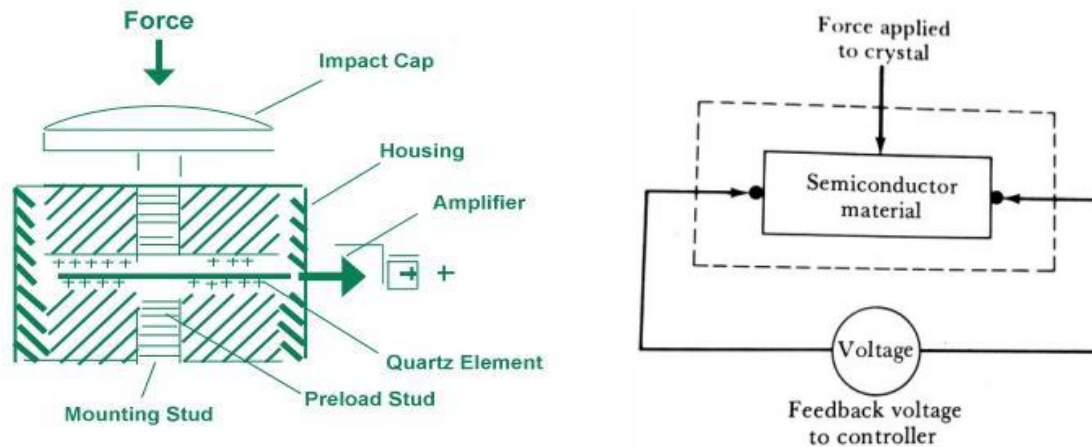 Force
Impact Cap
Housing
Amplifier
+ + + + +
+ + + +
+ +
+ + + + +
+ + + + +
Quartz Element
Preload Stud
Mounting Stud
Force applied
to crystal
Semiconductor
material
Voltage
Feedback voltage
to controller